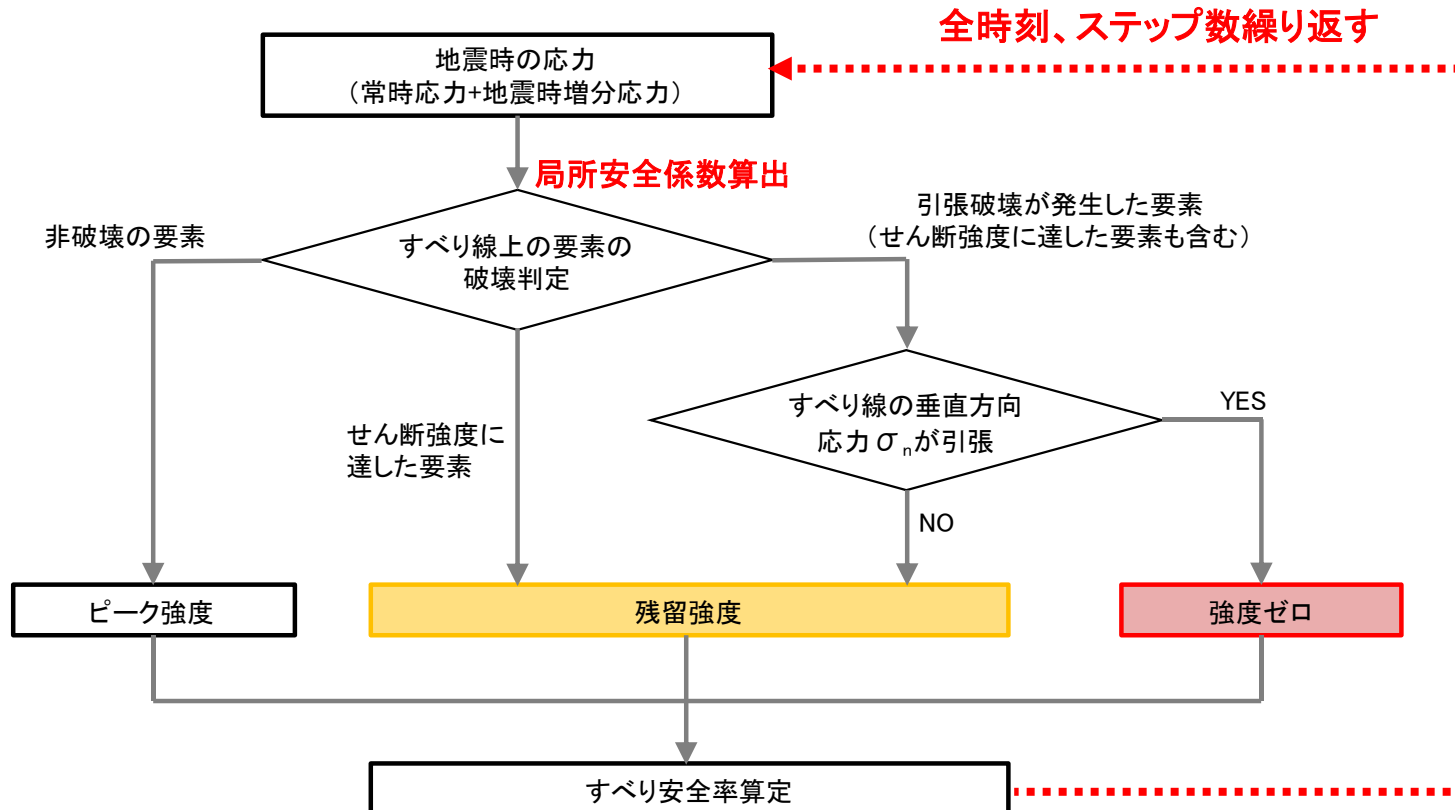 全時刻、ステップ数繰り返す
地震時の応力
（常時応力+地震時増分応力）
局所安全係数算出
非破壊の要素
すべり線上の要素の
破壊判定
引張破壊が発生した要素
（せん断強度に達した要素も含む）
せん断強度に
達した要素
すべり線の垂直方向
応力σnが引張
YES
NO
ピーク強度
残留強度
強度ゼロ
すべり安全率算定